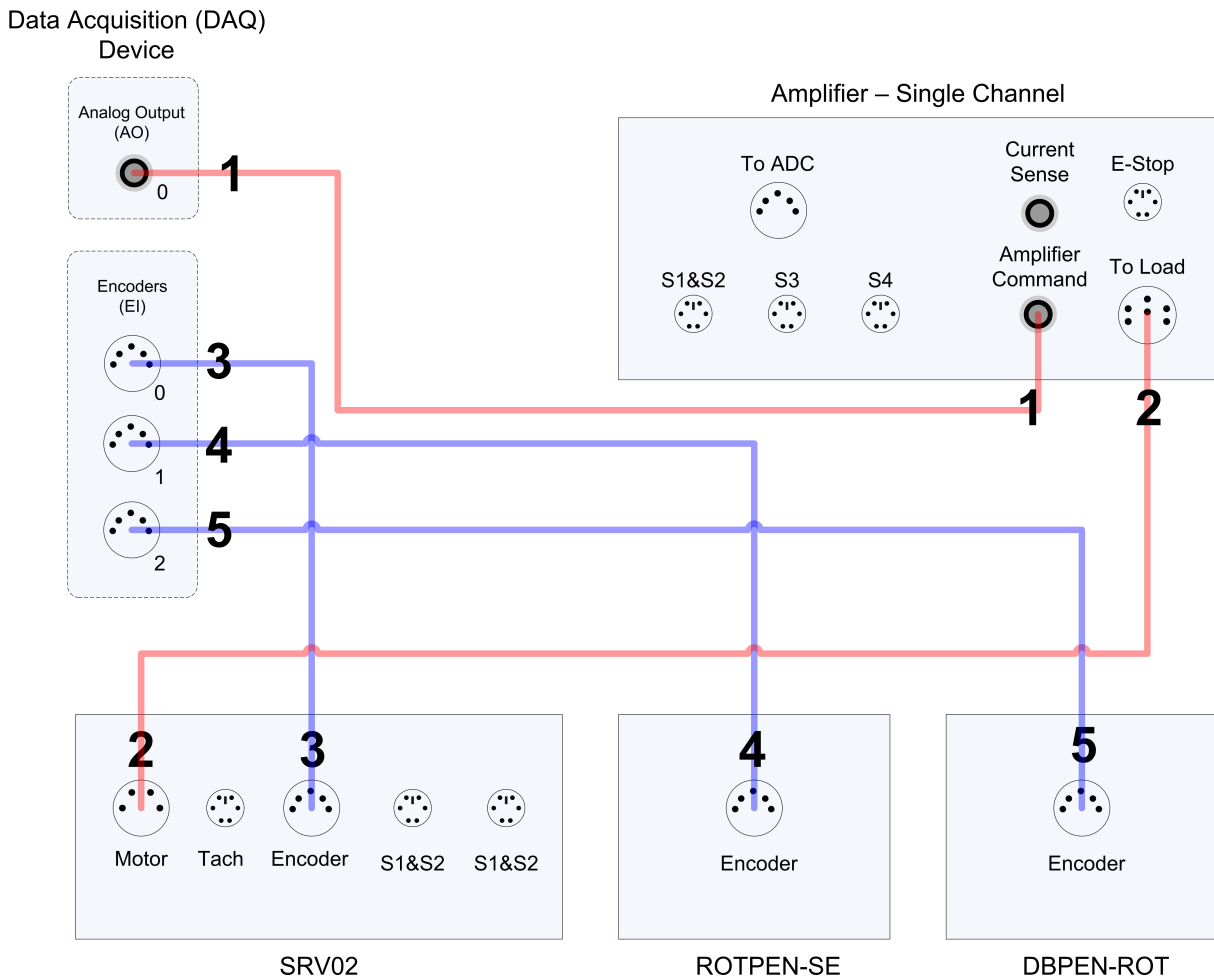 Data Acquisition (DAQ)
Device
Analog Output
(AO)
0
1
Amplifier – Single Channel
To ADC
Current
Sense
E-Stop
S1&S2
S3
S4
Amplifier
Command
To Load
Encoders
(EI)
0
3
1
2
1
4
2
5
2
3
4
5
Motor
Tach
Encoder
S1&S2
S1&S2
Encoder
Encoder
SRV02
ROTPEN-SE
DBPEN-ROT